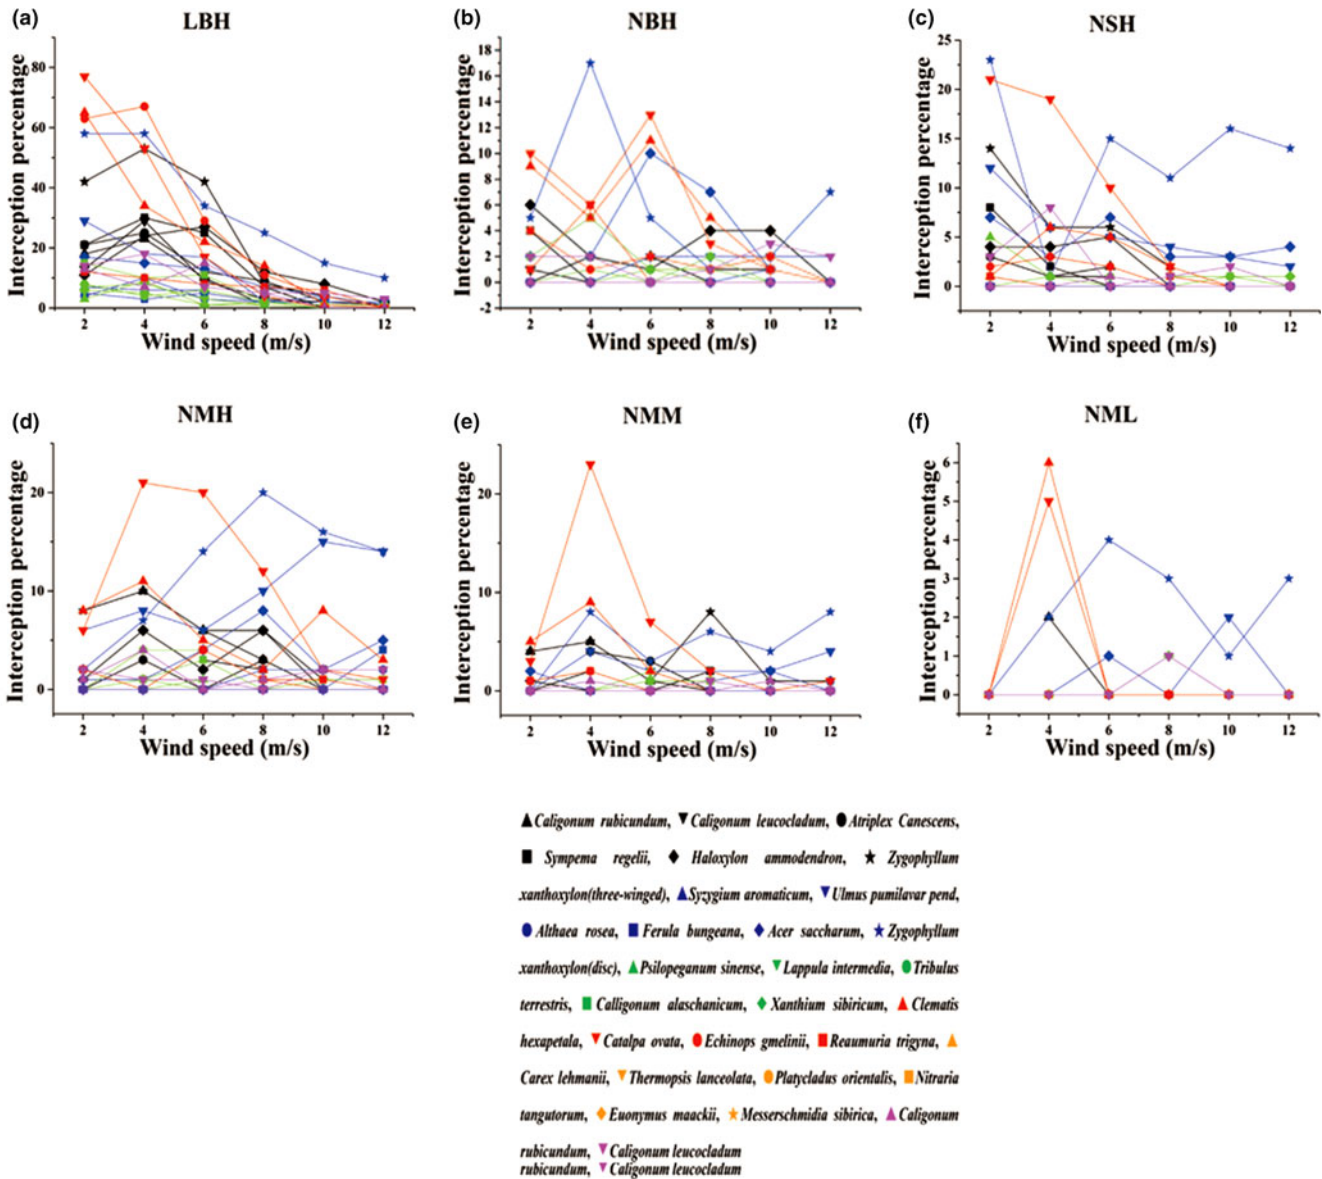 (a) LBH
Interception percentage
80
60
40
20
0
2 4 6 8 10 12
Wind speed (m/s)
(b) NBH
Interception percentage
18
16
14
12
10
8
6
4
2
0
-2
2 4 6 8 10 12
Wind speed (m/s)
(c) NSH
Interception percentage
25
20
15
10
5
0
2 4 6 8 10 12
Wind speed (m/s)
(d) NMH
Interception percentage
20
10
0
2 4 6 8 10 12
Wind speed (m/s)
(e) NMM
Interception percentage
20
10
0
2 4 6 8 10 12
Wind speed (m/s)
(f) NML
Interception percentage
6
5
4
3
2
1
0
2 4 6 8 10 12
Wind speed (m/s)
Caligonum rubicundum, Caligonum leucocladum, Atriplex Canescens,
Sympema regelii, Haloxylon ammodendron, Zygophyllum
xanthoxylon(three-winged), Syzygium aromaticum, Ulmus pumilavar pend,
Althaea rosea, Ferula bungeana, Acer saccharum, Zygophyllum
xanthoxylon(disc), Psilopeganum sinense, Lappula intermedia, Tribulus
terrestris, Calligonum alaschanicum, Xanthium sibiricum, Clematis
hexapetala, Catalpa ovata, Echinops gmelinii, Reaumuria trigyna,
Carex lehmanii, Thermopsis lanceolata, Platycladus orientalis, Nitraria
tangutorum, Euonymus maackii, Messerschmidia sibirica, Caligonum
rubicundum, Caligonum leucocladum
rubicundum, Caligonum leucocladum